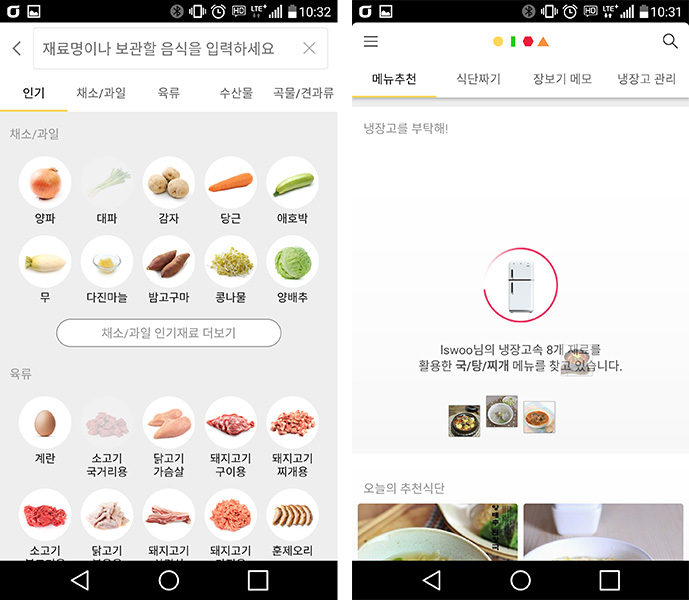 10:32
재료명이나 보관할 음식을 입력하세요
인기 채소/과일 육류 수산물 곡물/견과류
채소/과일
양파 대파 감자 당근 애호박
무 다진마늘 밤고구마 콩나물 양배추
채소/과일 인기재료 더보기
육류
계란 소고기 닭고기 돼지고기 돼지고기
국거리용 가슴살 구이용 찌개용
소고기 닭고기 돼지고기 돼지고기 훈제오리
HD LTE 10:31
메뉴추천 식단짜기 장보기 메모 냉장고 관리
냉장고를 부탁해!
Iswoo님의 냉장고속 8개 재료를
활용한 국/탕/찌개 메뉴를 찾고 있습니다.
오늘의 추천식단